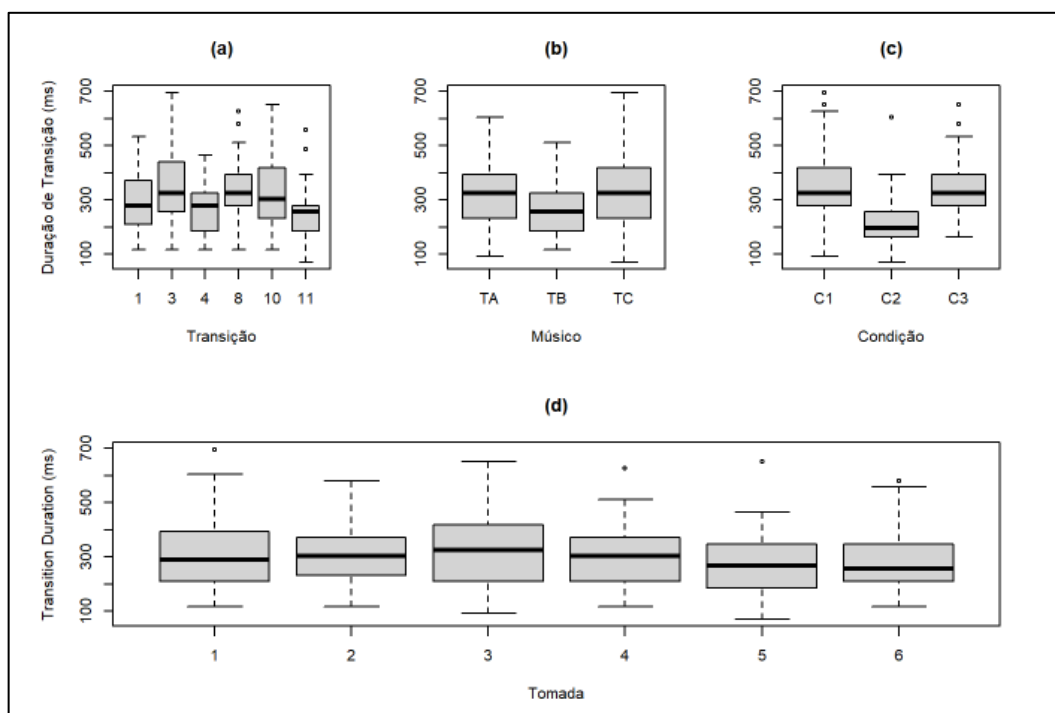 (a)
Duração de Transição (ms)
700
500
300
100
1 3 4 8 10 11
Transição
(b)
700
500
300
100
TA TB TC
Músico
(c)
700
500
300
100
C1 C2 C3
Condição
(d)
Transition Duration (ms)
700
500
300
100
1 2 3 4 5 6
Tomada